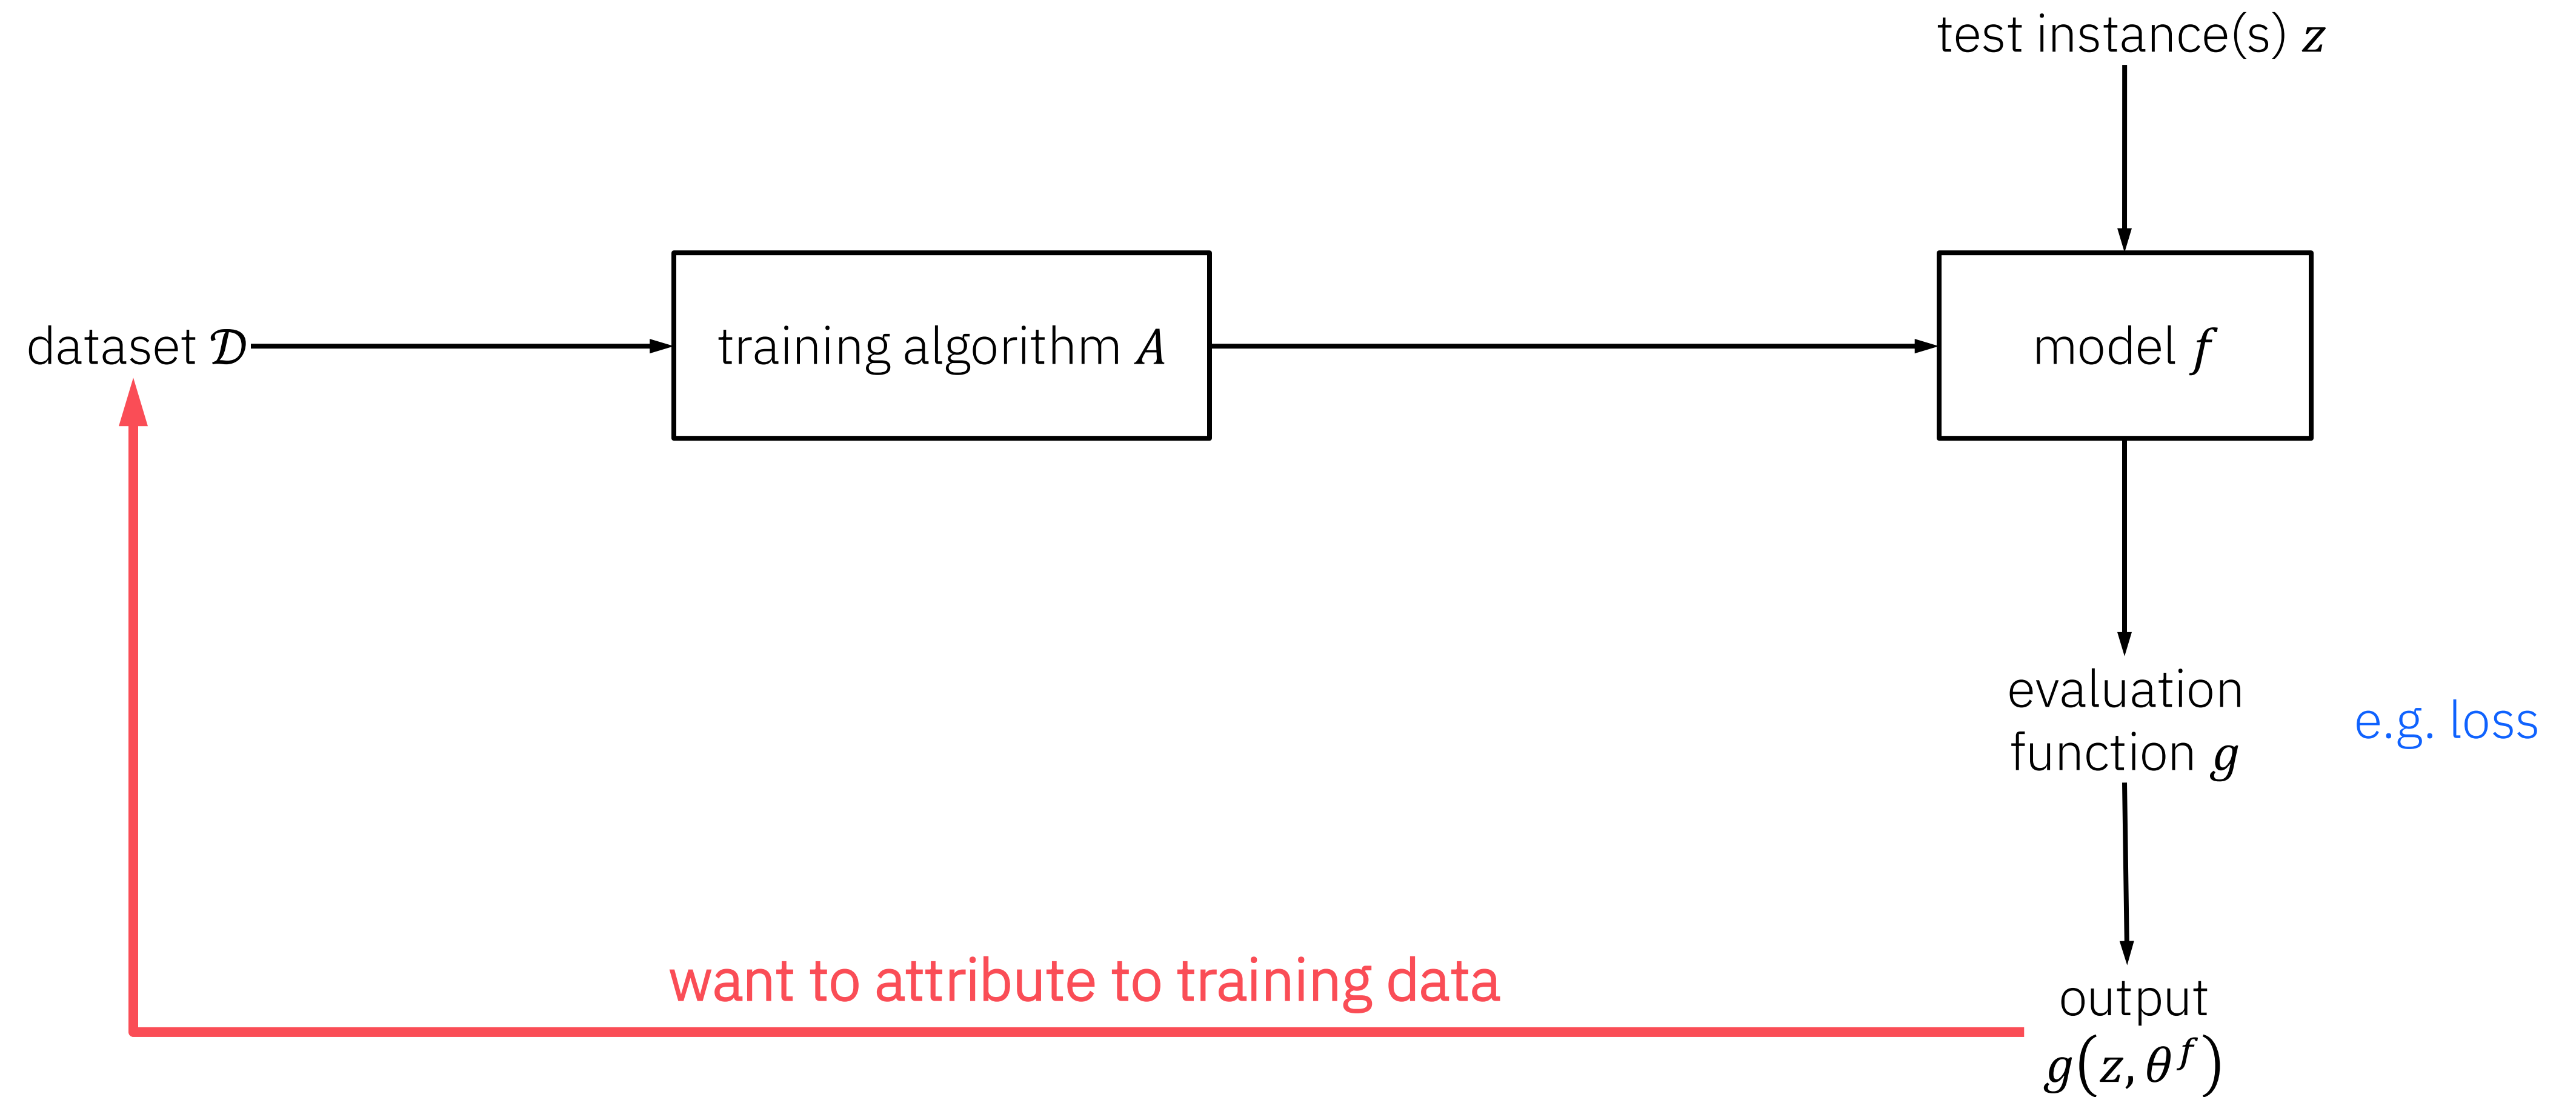 test instance(s) z
dataset 𝒟
training algorithm A
model f
evaluation
function g
e.g. loss
want to attribute to training data
output
g(z, θ^f)